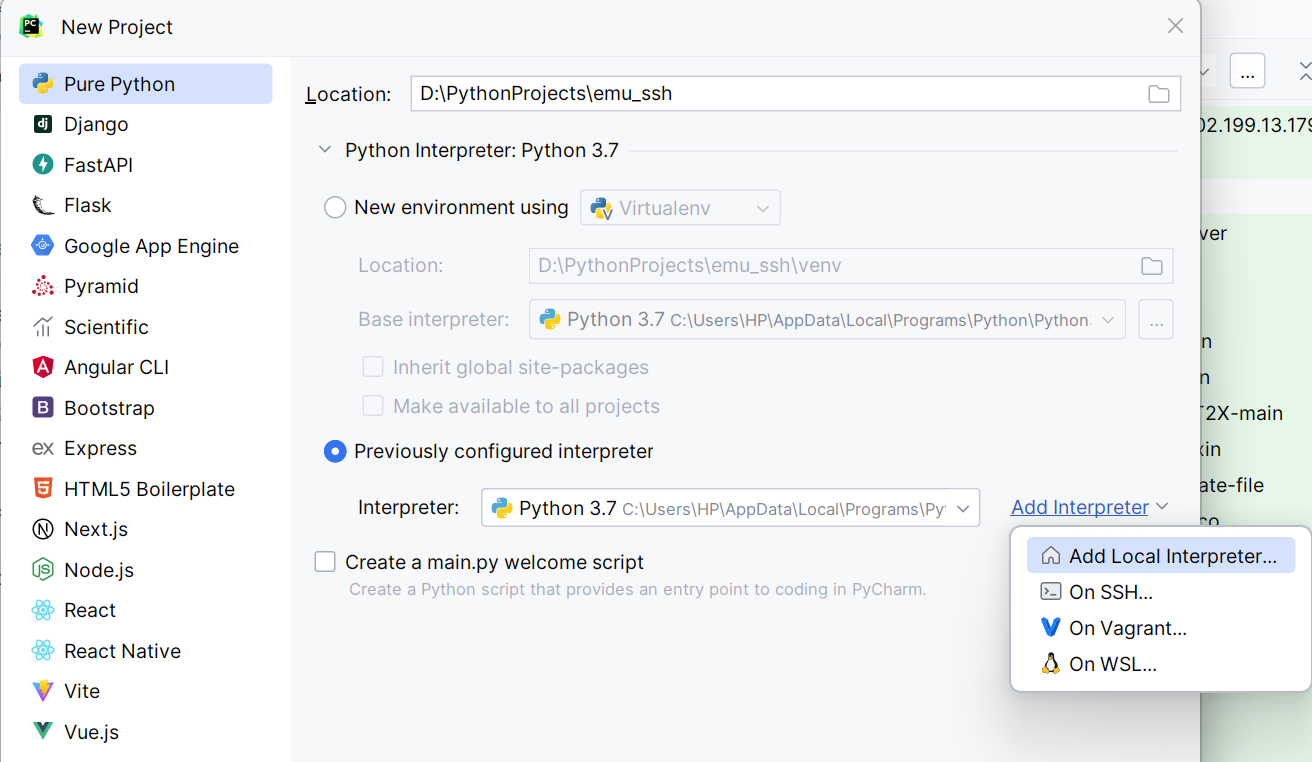 New Project
Pure Python
Django
FastAPI
Flask
Google App Engine
Pyramid
Scientific
Angular CLI
Bootstrap
Express
HTML5 Boilerplate
Next.js
Node.js
React
React Native
Vite
Vue.js
Location: D:\PythonProjects\emu_ssh
Python Interpreter: Python 3.7
New environment using Virtualenv
Location: D:\PythonProjects\emu_ssh\venv
Base interpreter: Python 3.7 C:\Users\HP\AppData\Local\Programs\Python\Python ...
Inherit global site-packages
Make available to all projects
Previously configured interpreter
Interpreter: Python 3.7 C:\Users\HP\AppData\Local\Programs\Py Add Interpreter
Create a main.py welcome script
Create a Python script that provides an entry point to coding in PyCharm.
Add Local Interpreter...
On SSH...
On Vagrant...
On WSL...
...
02.199.13.179
ver
n
n
T2X-main
in
ate-file